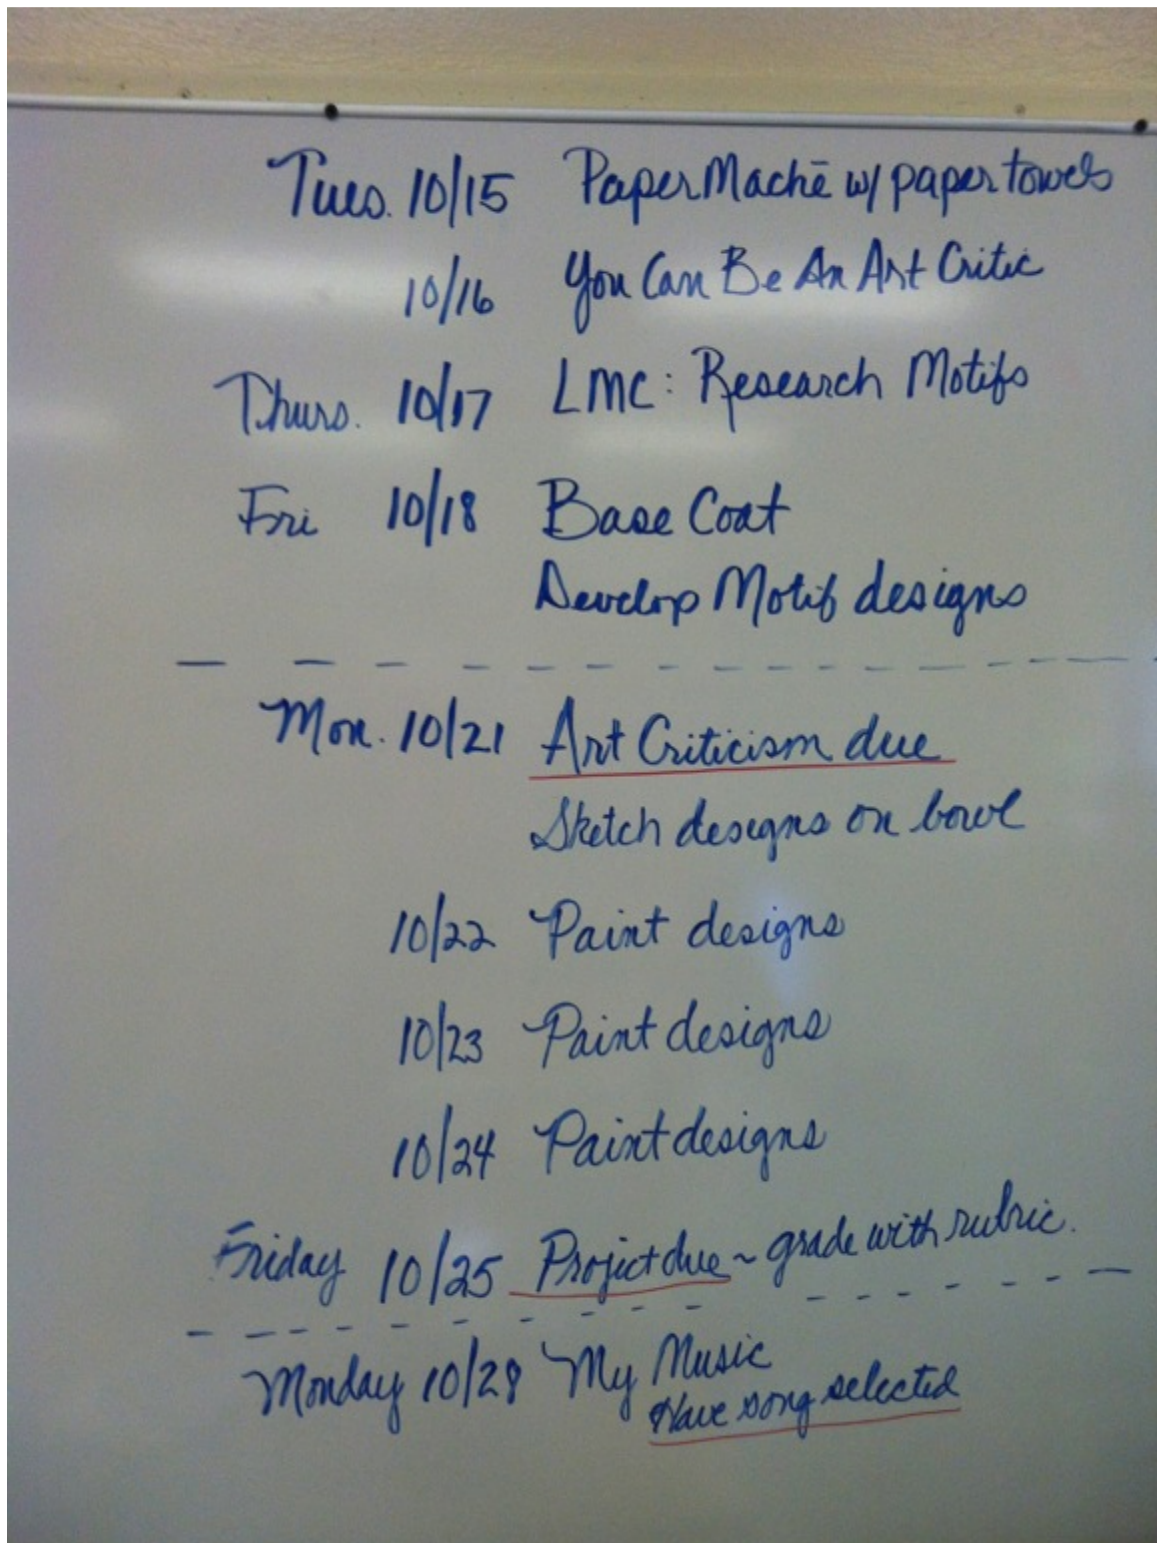 Tues. 10/15 Paper Machē w/ paper towels
10/16 You Can Be An Art Critic
Thurs. 10/17 LMC: Research Motifs
Fri 10/18 Base Coat
Develop Motif designs
Mon. 10/21 Art Criticism due
Sketch designs on bowl
10/22 Paint designs
10/23 Paint designs
10/24 Paint designs
Friday 10/25 Project due ~ grade with rubric.
Monday 10/28 My Music
Have song selected